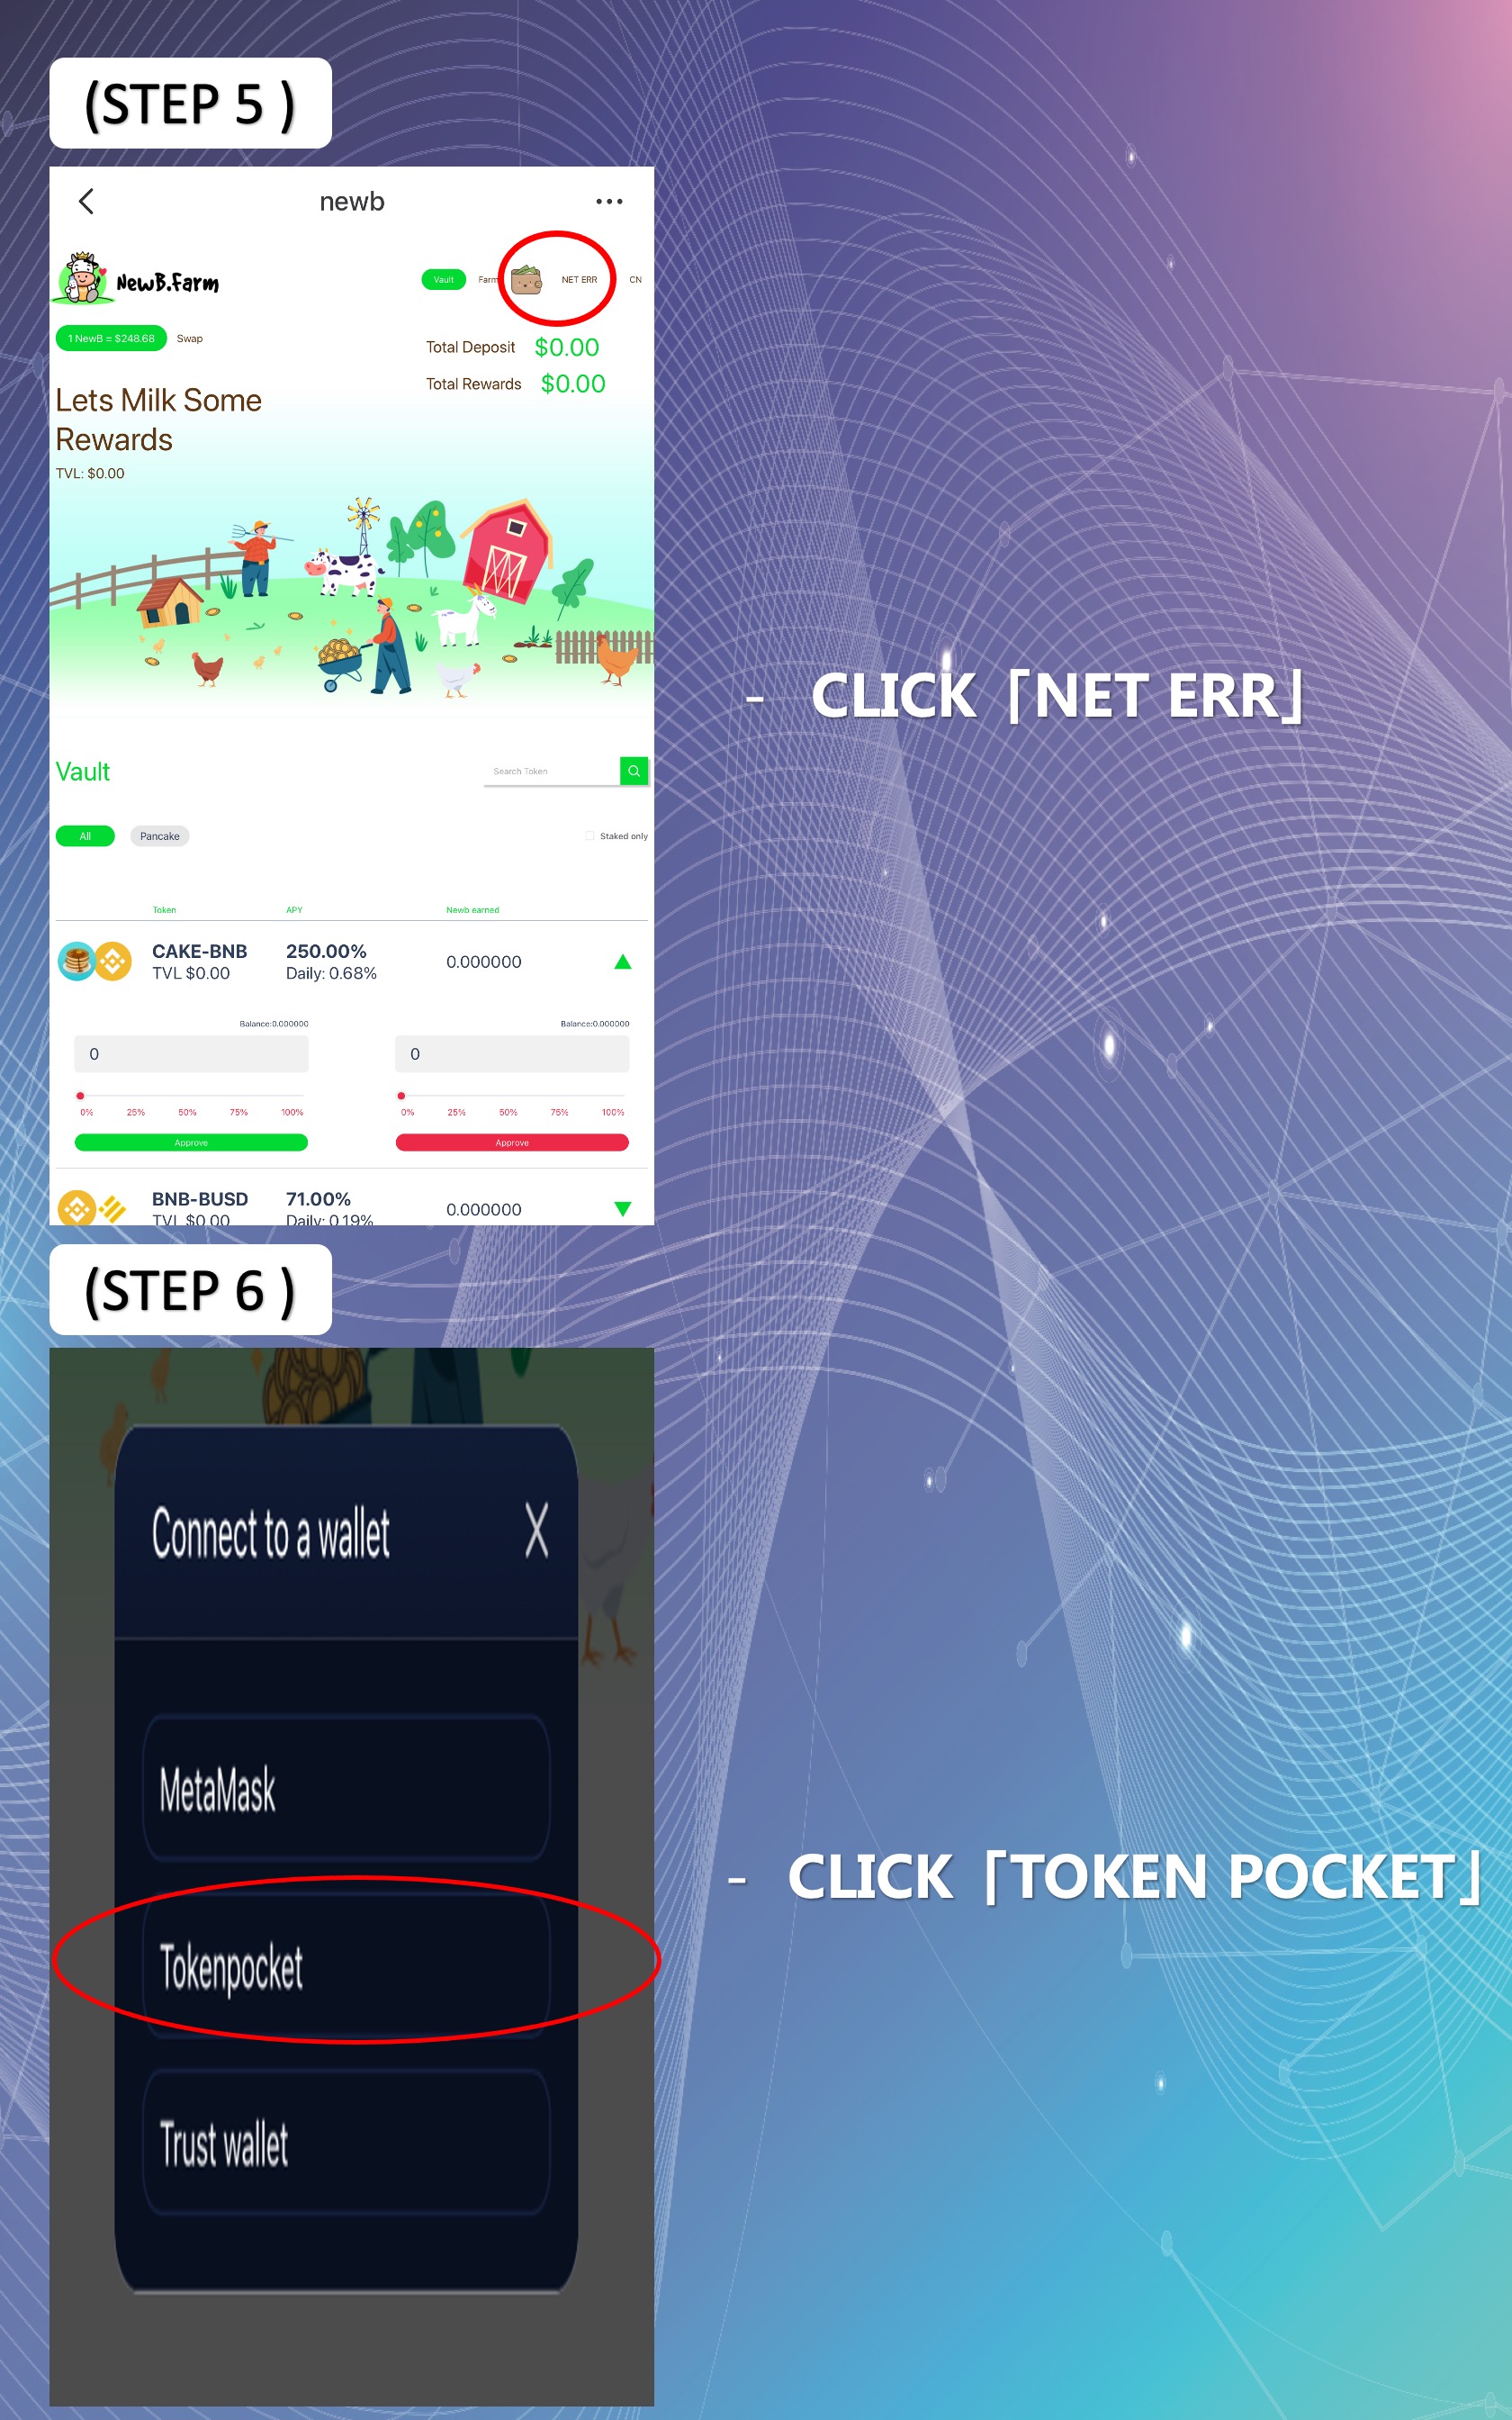 (STEP 5 )
newb
NewB.Farm
Vault Farm NET ERR CN
1 NewB = $248.68 Swap
Total Deposit $0.00
Total Rewards $0.00
Lets Milk Some
Rewards
TVL: $0.00
- CLICK「NET ERR」
Vault
Search Token
All Pancake
Staked only
Token APY Newb earned
CAKE-BNB 250.00% 0.000000
TVL $0.00 Daily: 0.68%
Balance:0.000000 Balance:0.000000
0 0
0% 25% 50% 75% 100% 0% 25% 50% 75% 100%
Approve Approve
BNB-BUSD 71.00% 0.000000
TVL $0.00 Daily: 0.19%
(STEP 6 )
Connect to a wallet X
MetaMask
- CLICK「TOKEN POCKET」
Tokenpocket
Trust wallet